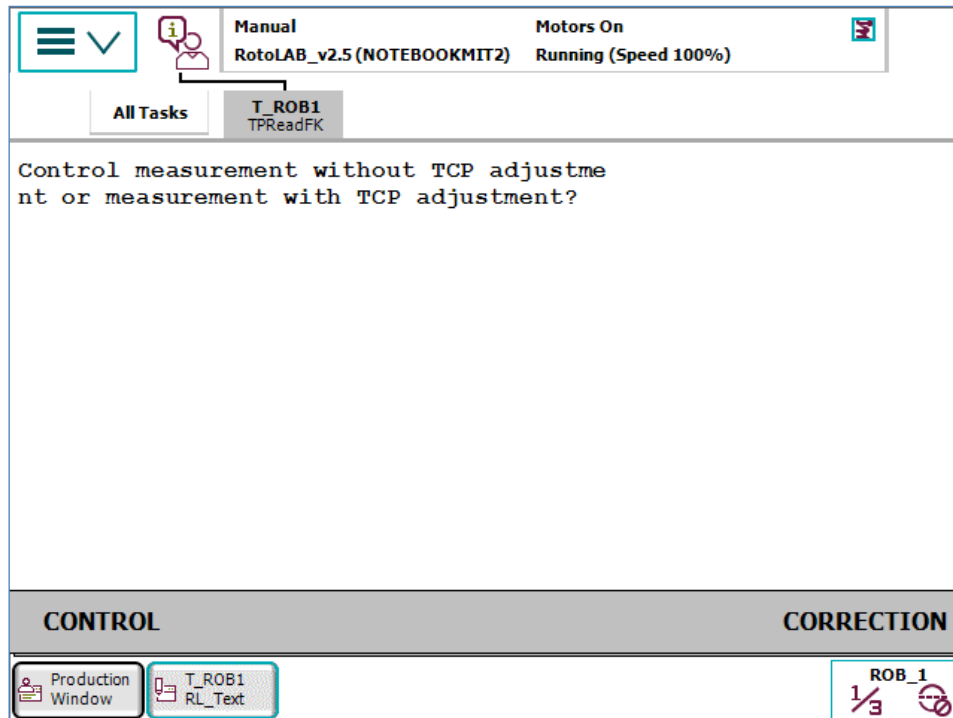 Manual
Motors On
RotoLAB_v2.5 (NOTEBOOKMIT2)
Running (Speed 100%)
All Tasks
T_ROB1
TPReadFK
Control measurement without TCP adjustme
nt or measurement with TCP adjustment?
CONTROL
CORRECTION
Production
Window
T_ROB1
RL_Text
ROB_1
1/3